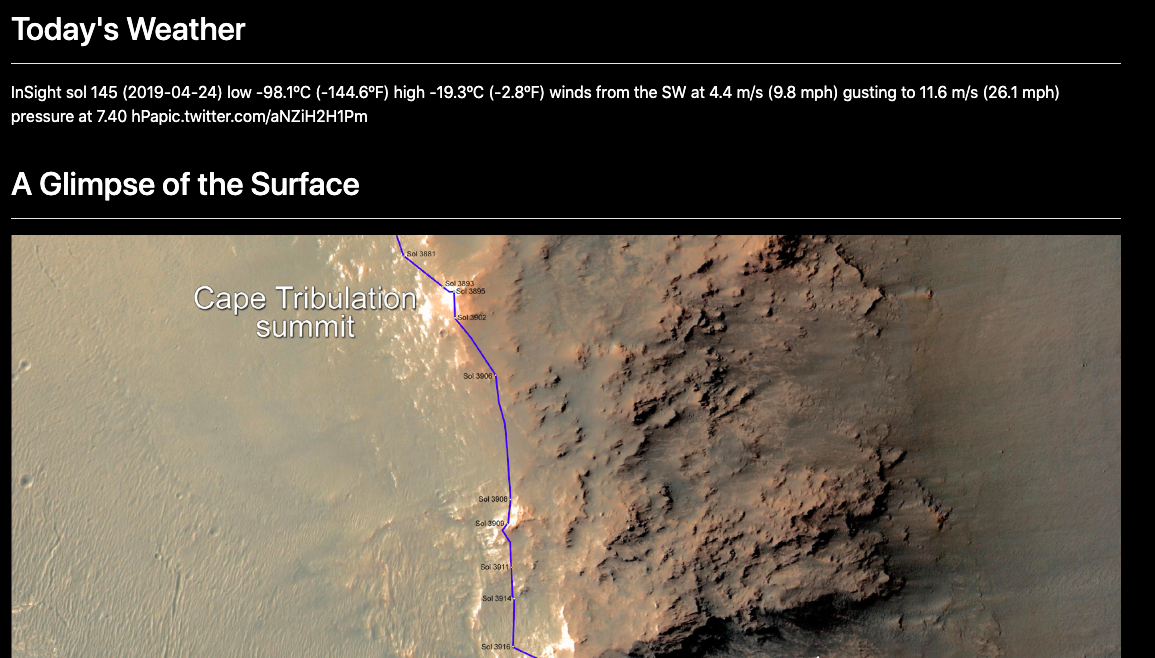 Today's Weather
InSight sol 145 (2019-04-24) low -98.1ºC (-144.6ºF) high -19.3ºC (-2.8ºF) winds from the SW at 4.4 m/s (9.8 mph) gusting to 11.6 m/s (26.1 mph)
pressure at 7.40 hPapic.twitter.com/aNZiH2H1Pm
A Glimpse of the Surface
Sol 3881
Sol 3893
Sol 3895
Cape Tribulation
summit
Sol 3902
Sol 3906
Sol 3908
Sol 3909
Sol 3911
Sol 3914
Sol 3916